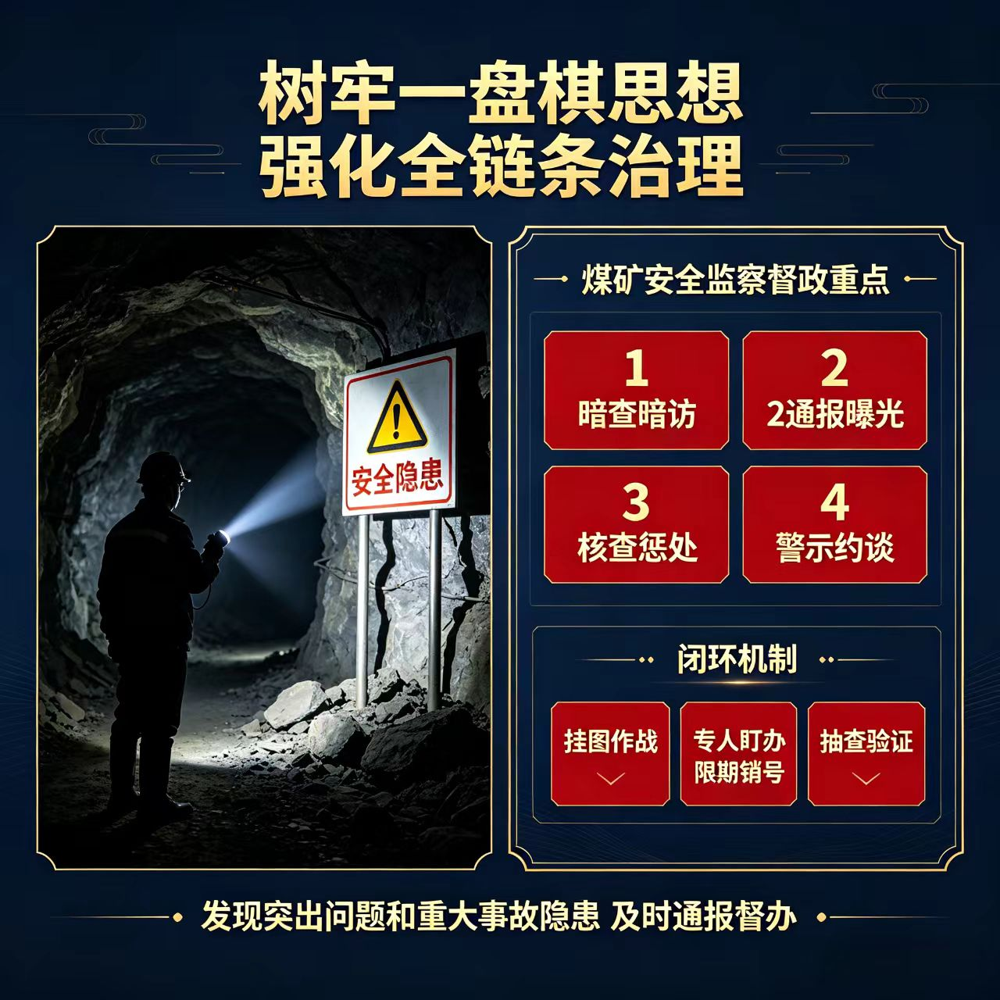 树牢一盘棋思想
强化全链条治理
安全隐患
煤矿安全监察督政重点
1
暗查暗访
2
2通报曝光
3
核查惩处
4
警示约谈
闭环机制
挂图作战
专人盯办
限期销号
抽查验证
发现突出问题和重大事故隐患 及时通报督办